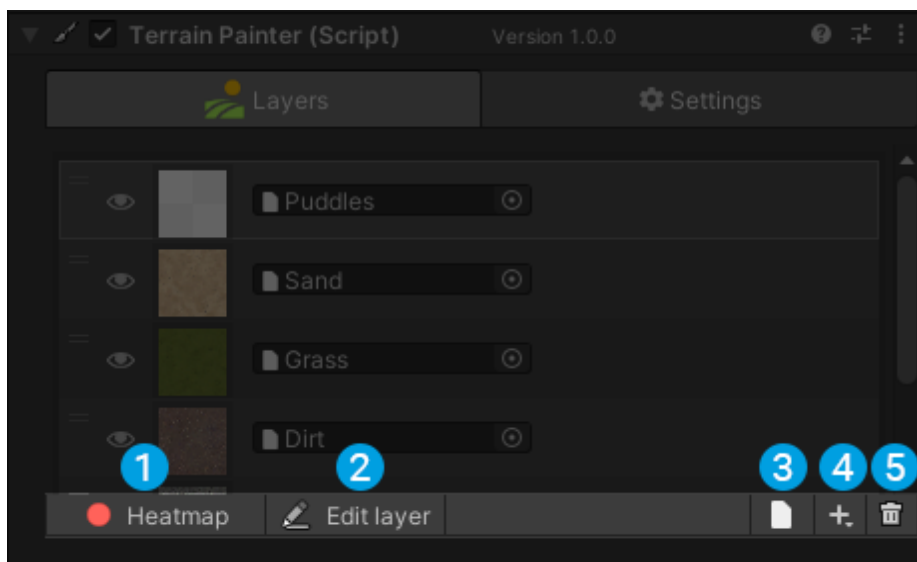 Terrain Painter (Script) Version 1.0.0
Layers Settings
Puddles
Sand
Grass
Dirt
1 2 3 4 5
Heatmap Edit layer